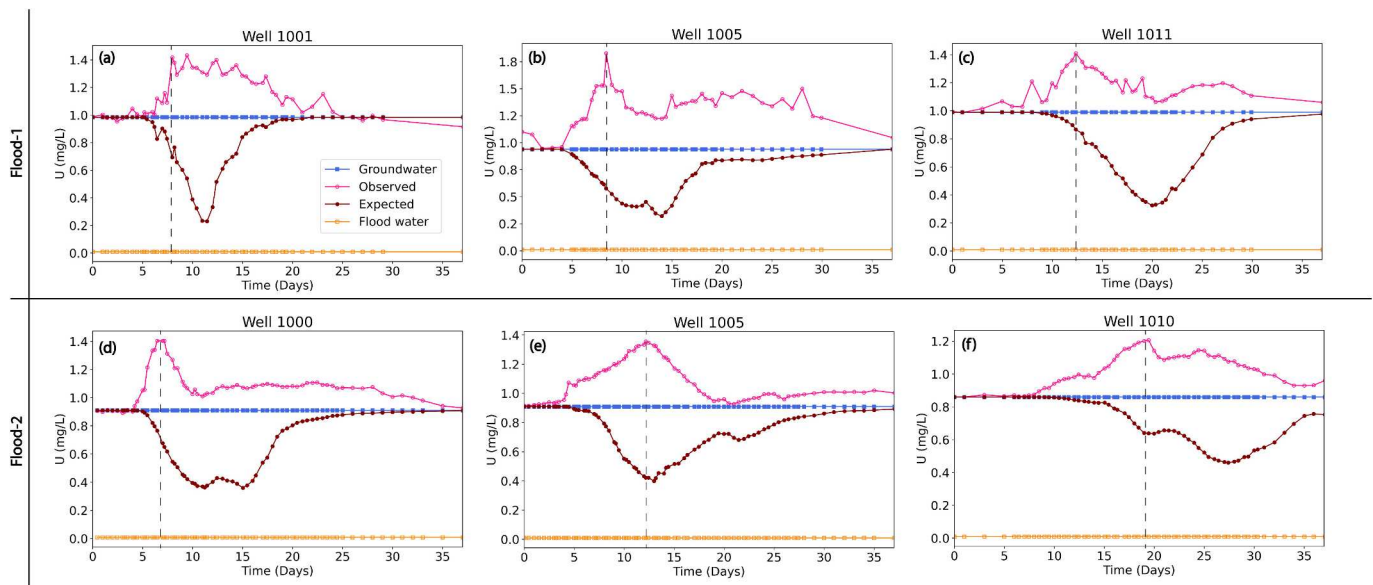 Flood-1
Well 1001
(a)
U (mg/L)
1.4
1.2
1.0
0.8
0.6
0.4
0.2
0.0
Groundwater
Observed
Expected
Flood water
0 5 10 15 20 25 30 35
Time (Days)
Well 1005
(b)
U (mg/L)
1.8
1.5
1.2
1.0
0.8
0.5
0.2
0.0
0 5 10 15 20 25 30 35
Time (Days)
Well 1011
(c)
U (mg/L)
1.4
1.2
1.0
0.8
0.6
0.4
0.2
0.0
0 5 10 15 20 25 30 35
Time (Days)
Flood-2
Well 1000
(d)
U (mg/L)
1.4
1.2
1.0
0.8
0.6
0.4
0.2
0.0
0 5 10 15 20 25 30 35
Time (Days)
Well 1005
(e)
U (mg/L)
1.4
1.2
1.0
0.8
0.6
0.4
0.2
0.0
0 5 10 15 20 25 30 35
Time (Days)
Well 1010
(f)
U (mg/L)
1.2
1.0
0.8
0.6
0.4
0.2
0.0
0 5 10 15 20 25 30 35
Time (Days)